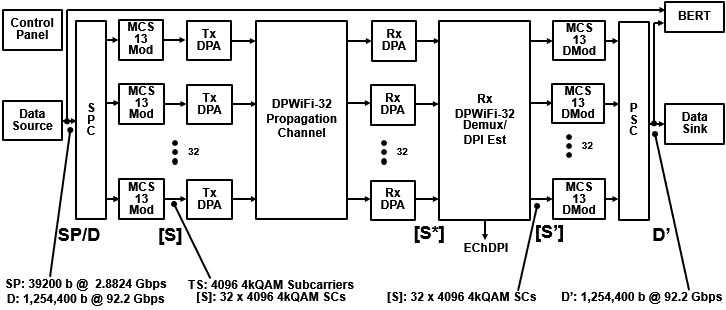 Control
Panel
MCS
13
Mod
Tx
DPA
Rx
DPA
MCS
13
DMod
BERT
Data
Source
S
P
C
MCS
13
Mod
Tx
DPA
DPWiFi-32
Propagation
Channel
Rx
DPA
Rx
DPWiFi-32
Demux/
DPI Est
MCS
13
DMod
P
S
C
Data
Sink
32
32
32
MCS
13
Mod
Tx
DPA
Rx
DPA
MCS
13
DMod
SP/D
[S]
[S*]
EChDPI
[S']
D'
SP: 39200 b @ 2.8824 Gbps
D: 1,254,400 b @ 92.2 Gbps
TS: 4096 4kQAM Subcarriers
[S]: 32 x 4096 4kQAM SCs
[S]: 32 x 4096 4kQAM SCs
D': 1,254,400 b @ 92.2 Gbps